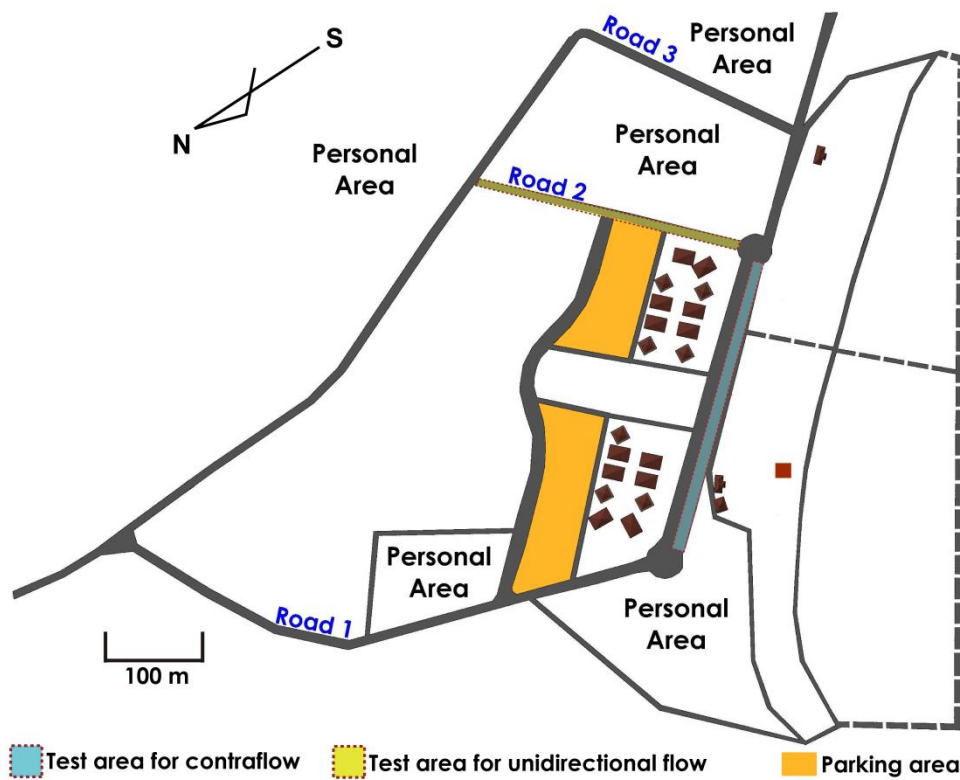 S
N
Personal
Area
Road 3
Personal
Area
Personal
Area
Road 2
Personal
Area
Personal
Area
Road 1
100 m
Test area for contraflow
Test area for unidirectional flow
Parking area